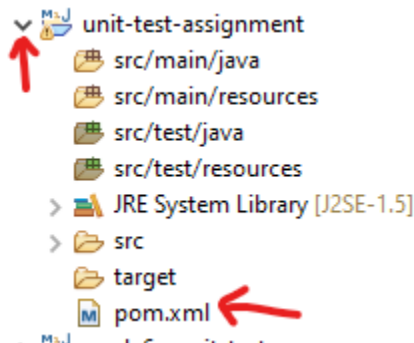 unit-test-assignment
src/main/java
src/main/resources
src/test/java
src/test/resources
JRE System Library [J2SE-1.5]
src
target
pom.xml